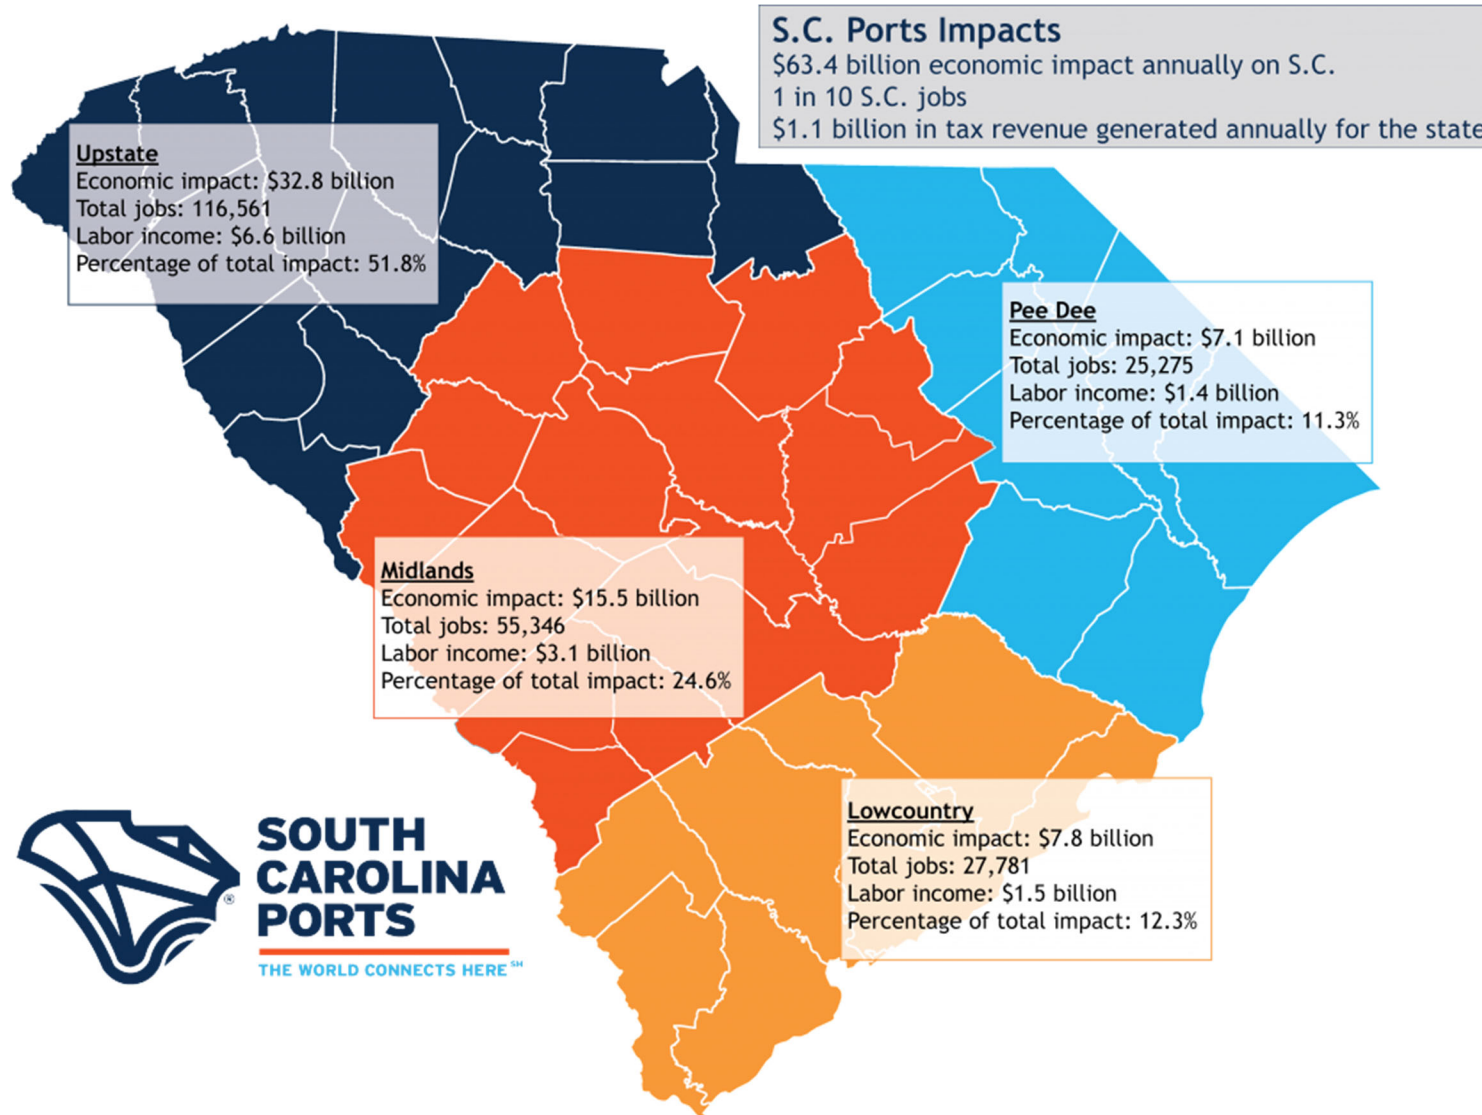 S.C. Ports Impacts
$63.4 billion economic impact annually on S.C.
1 in 10 S.C. jobs
$1.1 billion in tax revenue generated annually for the state
Upstate
Economic impact: $32.8 billion
Total jobs: 116,561
Labor income: $6.6 billion
Percentage of total impact: 51.8%
Pee Dee
Economic impact: $7.1 billion
Total jobs: 25,275
Labor income: $1.4 billion
Percentage of total impact: 11.3%
Midlands
Economic impact: $15.5 billion
Total jobs: 55,346
Labor income: $3.1 billion
Percentage of total impact: 24.6%
Lowcountry
Economic impact: $7.8 billion
Total jobs: 27,781
Labor income: $1.5 billion
Percentage of total impact: 12.3%
SOUTH
CAROLINA
PORTS
®
THE WORLD CONNECTS HERE℠